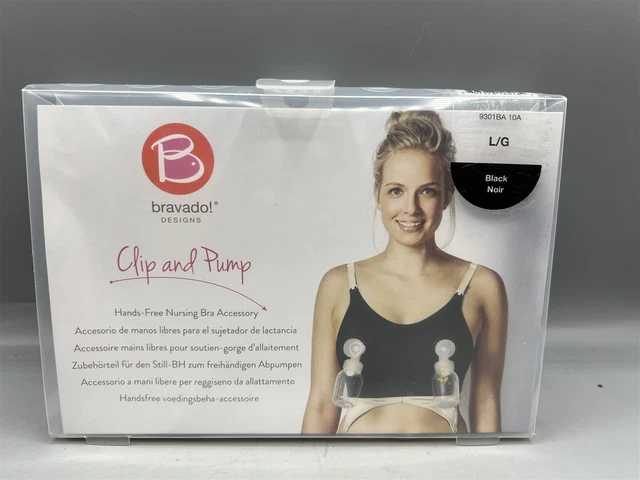 B
bravado!®
DESIGNS
Clip and Pump
Hands-Free Nursing Bra Accessory
Accesorio de manos libres para el sujetador de lactancia
Accessoire mains libres pour soutien-gorge d'allaitement
Zubehörteil für den Still-BH zum freihändigen Abpumpen
Accessorio a mani libere per reggiseno da allattamento
Handsfree voedingsbeha-accessoire
9301BA 10A
L/G
Black
Noir